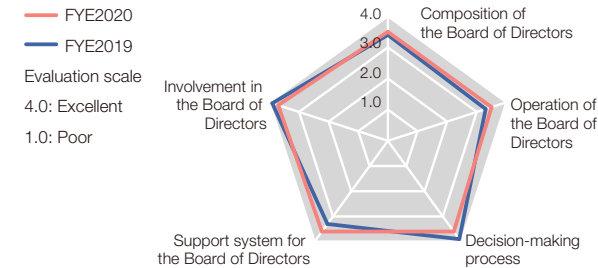 FYE2020
FYE2019
Evaluation scale
4.0: Excellent
1.0: Poor
4.0
3.0
2.0
1.0
Composition of
the Board of Directors
Operation of
the Board of
Directors
Decision-making
process
Support system for
the Board of Directors
Involvement in
the Board of
Directors